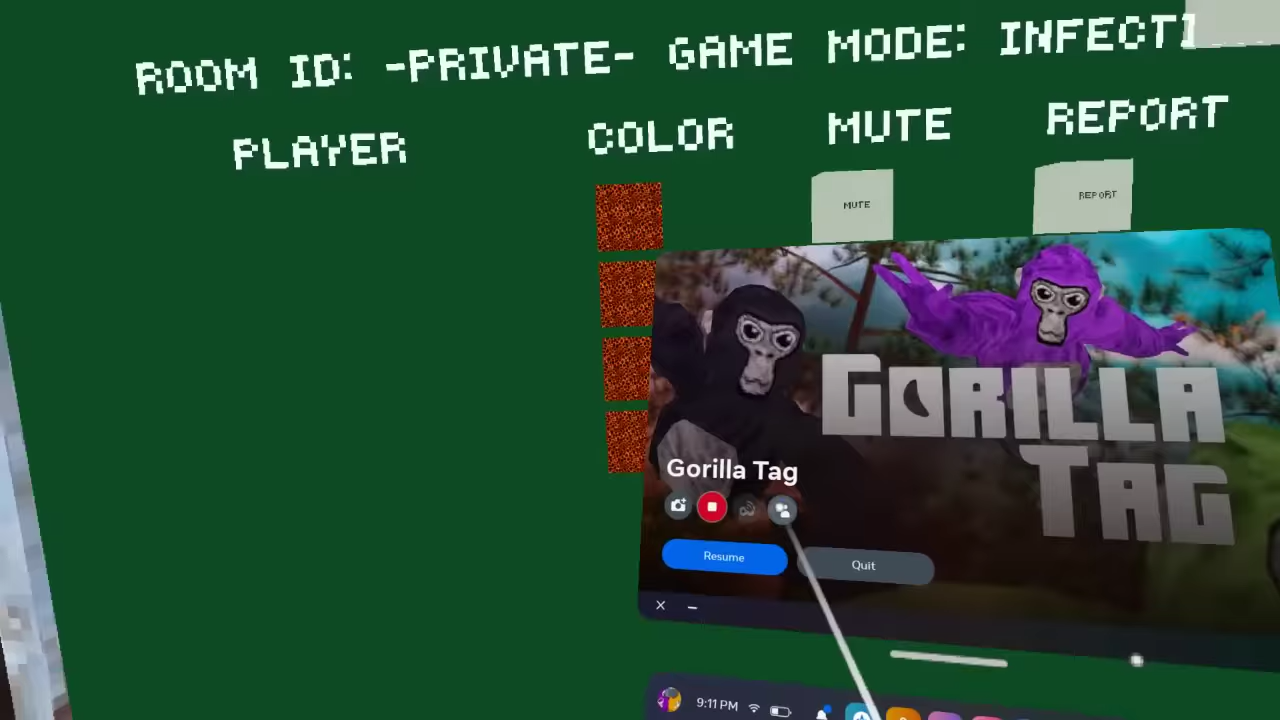 ROOM ID: -PRIVATE- GAME MODE: INFECTI...
PLAYER COLOR MUTE REPORT
MUTE REPORT
GORILLA
TAG
Gorilla Tag
Resume Quit
9:11 PM